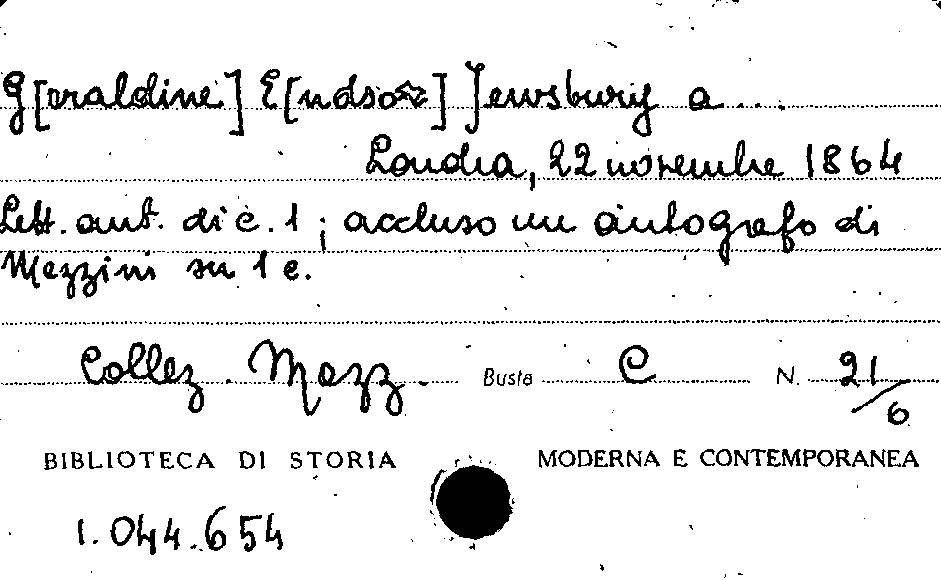 G[eraldine] E[ndsor] Jewsbury a ...
Londra, 22 novembre 1864
Lett. aut. di c. 1; accluso un autografo di
Mazzini su 1 c.
Collez. Mazz. Busta C N. 21/6
BIBLIOTECA DI STORIA MODERNA E CONTEMPORANEA
1.044.654